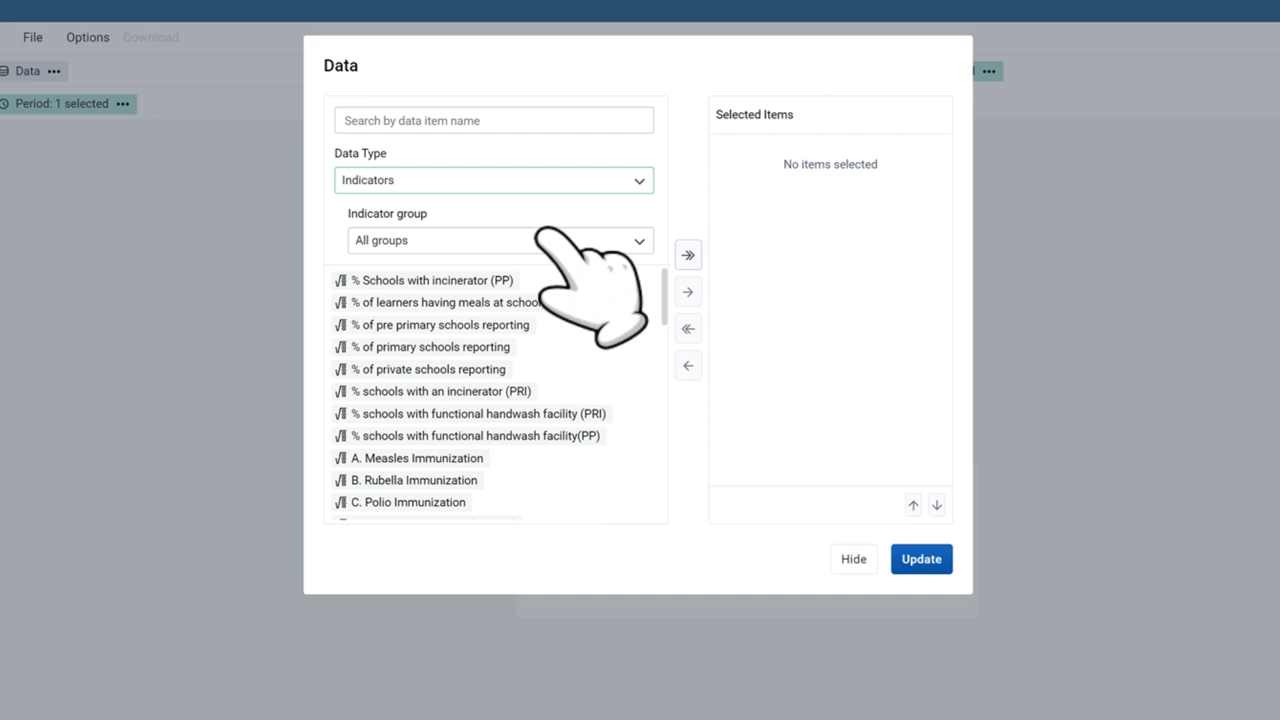 File Options Download
Data
Period: 1 selected
Data
Search by data item name
Data Type
Indicators
Indicator group
All groups
% Schools with incinerator (PP)
% of learners having meals at schoo
% of pre primary schools reporting
% of primary schools reporting
% of private schools reporting
% schools with an incinerator (PRI)
% schools with functional handwash facility (PRI)
% schools with functional handwash facility(PP)
A. Measles Immunization
B. Rubella Immunization
C. Polio Immunization
Selected Items
No items selected
Hide Update